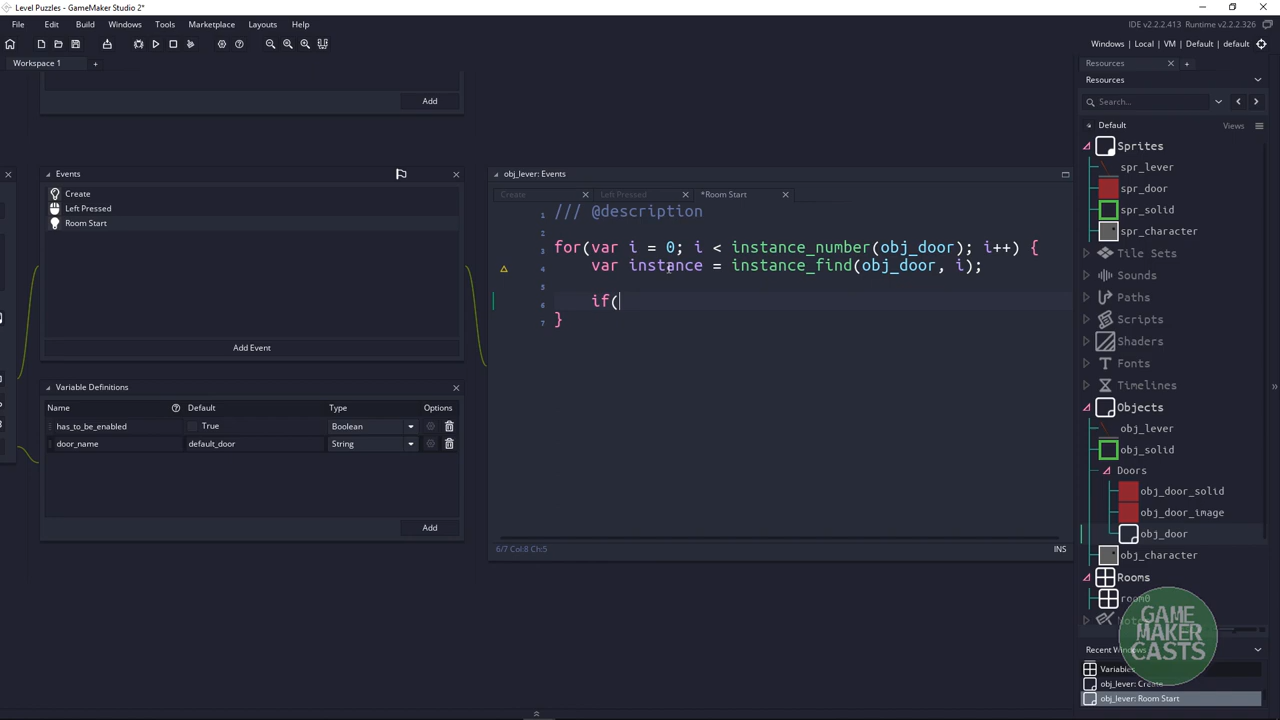 Level Puzzles - GameMaker Studio 2*
File Edit Build Windows Tools Marketplace Layouts Help
IDE v2.2.2.413 Runtime v2.2.2.326
Windows | Local | VM | Default | default
Workspace 1 +
Add
Events
Create
Left Pressed
Room Start
Add Event
Variable Definitions
Name Default Type Options
has_to_be_enabled True Boolean
door_name default_door String
Add
obj_lever: Events
Create Left Pressed *Room Start
1 /// @description
2
3 for(var i = 0; i < instance_number(obj_door); i++) {
4 var instance = instance_find(obj_door, i);
5
6 if(
7 }
6/7 Col:8 Ch:5 INS
Resources +
Resources
Search...
Default Views
Sprites
spr_lever
spr_door
spr_solid
spr_character
Tile Sets
Sounds
Paths
Scripts
Shaders
Fonts
Timelines
Objects
obj_lever
obj_solid
Doors
obj_door_solid
obj_door_image
obj_door
obj_character
Rooms
room0
GAME
MAKER
CASTS
Recent Windows
obj_lever: Create
obj_lever: Room Start